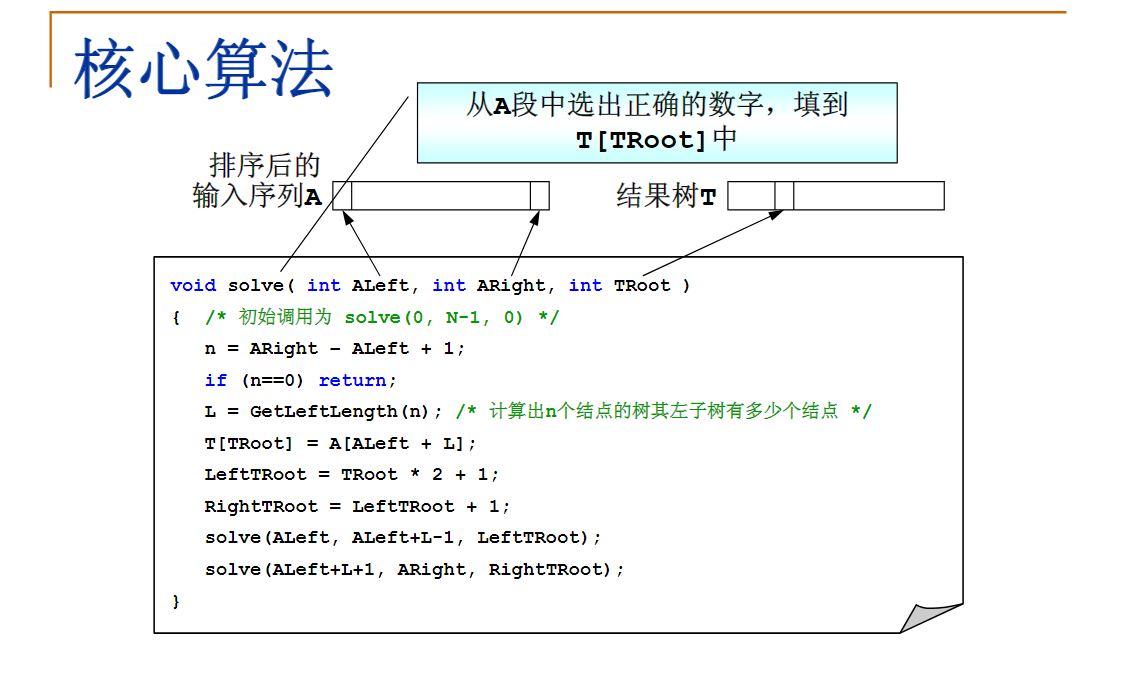 核心算法
从A段中选出正确的数字，填到
T[TRoot]中
排序后的
输入序列A
结果树T
void solve( int ALeft, int ARight, int TRoot )
{ /* 初始调用为 solve(0, N-1, 0) */
n = ARight – ALeft + 1;
if (n==0) return;
L = GetLeftLength(n); /* 计算出n个结点的树其左子树有多少个结点 */
T[TRoot] = A[ALeft + L];
LeftTRoot = TRoot * 2 + 1;
RightTRoot = LeftTRoot + 1;
solve(ALeft, ALeft+L-1, LeftTRoot);
solve(ALeft+L+1, ARight, RightTRoot);
}